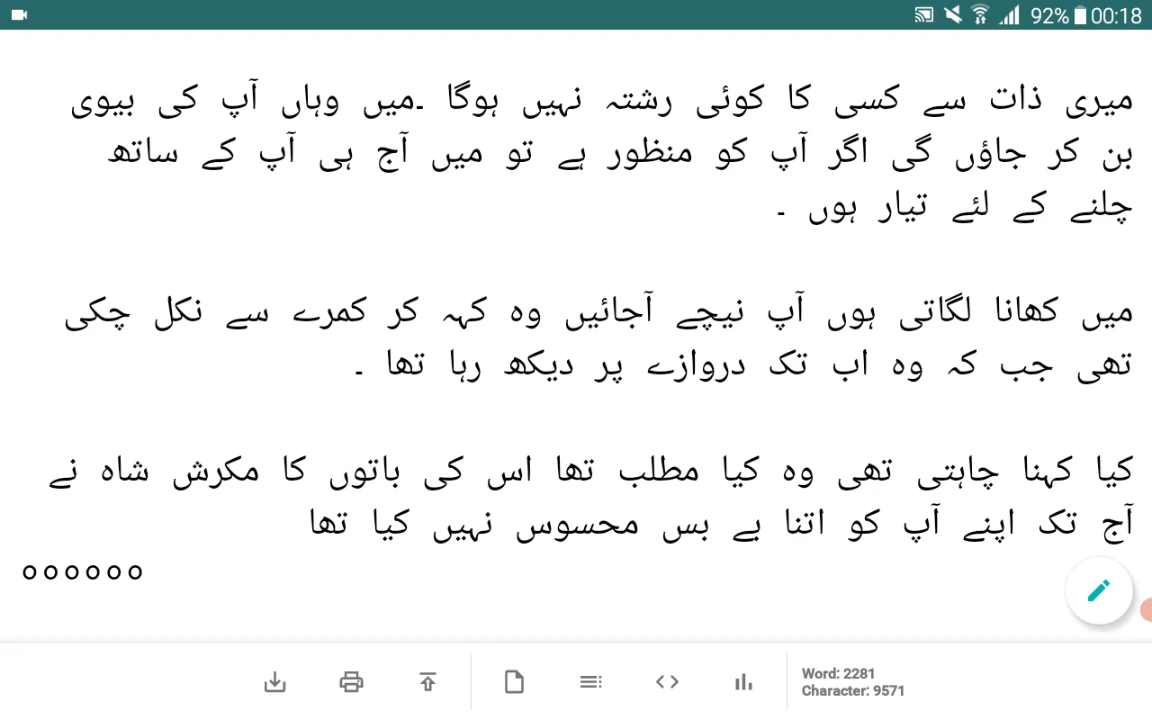 92% 00:18
میری ذات سے کسی کا کوئی رشتہ نہیں ہوگا ۔میں وہاں آپ کی بیوی
بن کر جاؤں گی اگر آپ کو منظور ہے تو میں آج ہی آپ کے ساتھ
چلنے کے لئے تیار ہوں ۔
میں کھانا لگاتی ہوں آپ نیچے آجائیں وہ کہہ کر کمرے سے نکل چکی
تھی جب کہ وہ اب تک دروازے پر دیکھ رہا تھا ۔
کیا کہنا چاہتی تھی وہ کیا مطلب تھا اس کی باتوں کا مکرش شاہ نے
آج تک اپنے آپ کو اتنا بے بس محسوس نہیں کیا تھا
oooooo
Word: 2281
Character: 9571